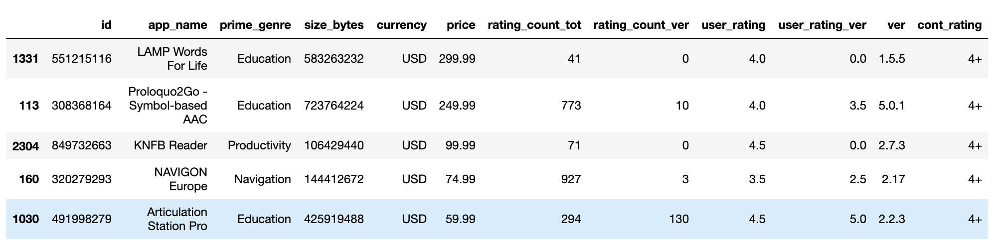 id app_name prime_genre size_bytes currency price rating_count_tot rating_count_ver user_rating user_rating_ver ver cont_rating
LAMP Words
1331 551215116 Education 583263232 USD 299.99 41 0 4.0 0.0 1.5.5 4+
For Life
Proloquo2Go -
113 308368164 Symbol-based Education 723764224 USD 249.99 773 10 4.0 3.5 5.0.1 4+
AAC
2304 849732663 KNFB Reader Productivity 106429440 USD 99.99 71 0 4.5 0.0 2.7.3 4+
NAVIGON
160 320279293 Navigation 144412672 USD 74.99 927 3 3.5 2.5 2.17 4+
Europe
Articulation
1030 491998279 Education 425919488 USD 59.99 294 130 4.5 5.0 2.2.3 4+
Station Pro